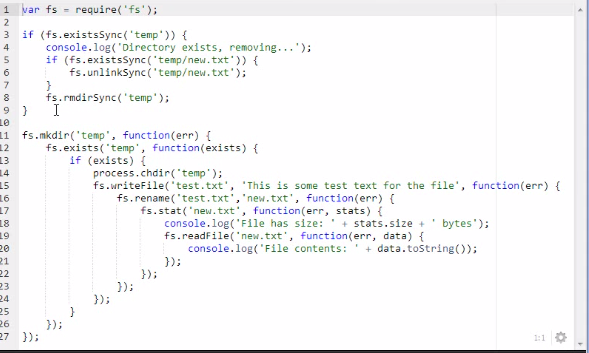 1 var fs = require('fs');
2
3 if (fs.existsSync('temp')) {
4     console.log('Directory exists, removing...');
5     if (fs.existsSync('temp/new.txt')) {
6         fs.unlinkSync('temp/new.txt');
7     }
8     fs.rmdirSync('temp');
9 }
10
11 fs.mkdir('temp', function(err) {
12     fs.exists('temp', function(exists) {
13         if (exists) {
14             process.chdir('temp');
15             fs.writeFile('test.txt', 'This is some test text for the file', function(err) {
16                 fs.rename('test.txt','new.txt', function(err) {
17                     fs.stat('new.txt', function(err, stats) {
18                         console.log('File has size: ' + stats.size + ' bytes');
19                         fs.readFile('new.txt', function(err, data) {
20                             console.log('File contents: ' + data.toString());
21                         });
22                     });
23                 });
24             });
25         }
26     });
27 });
1:1